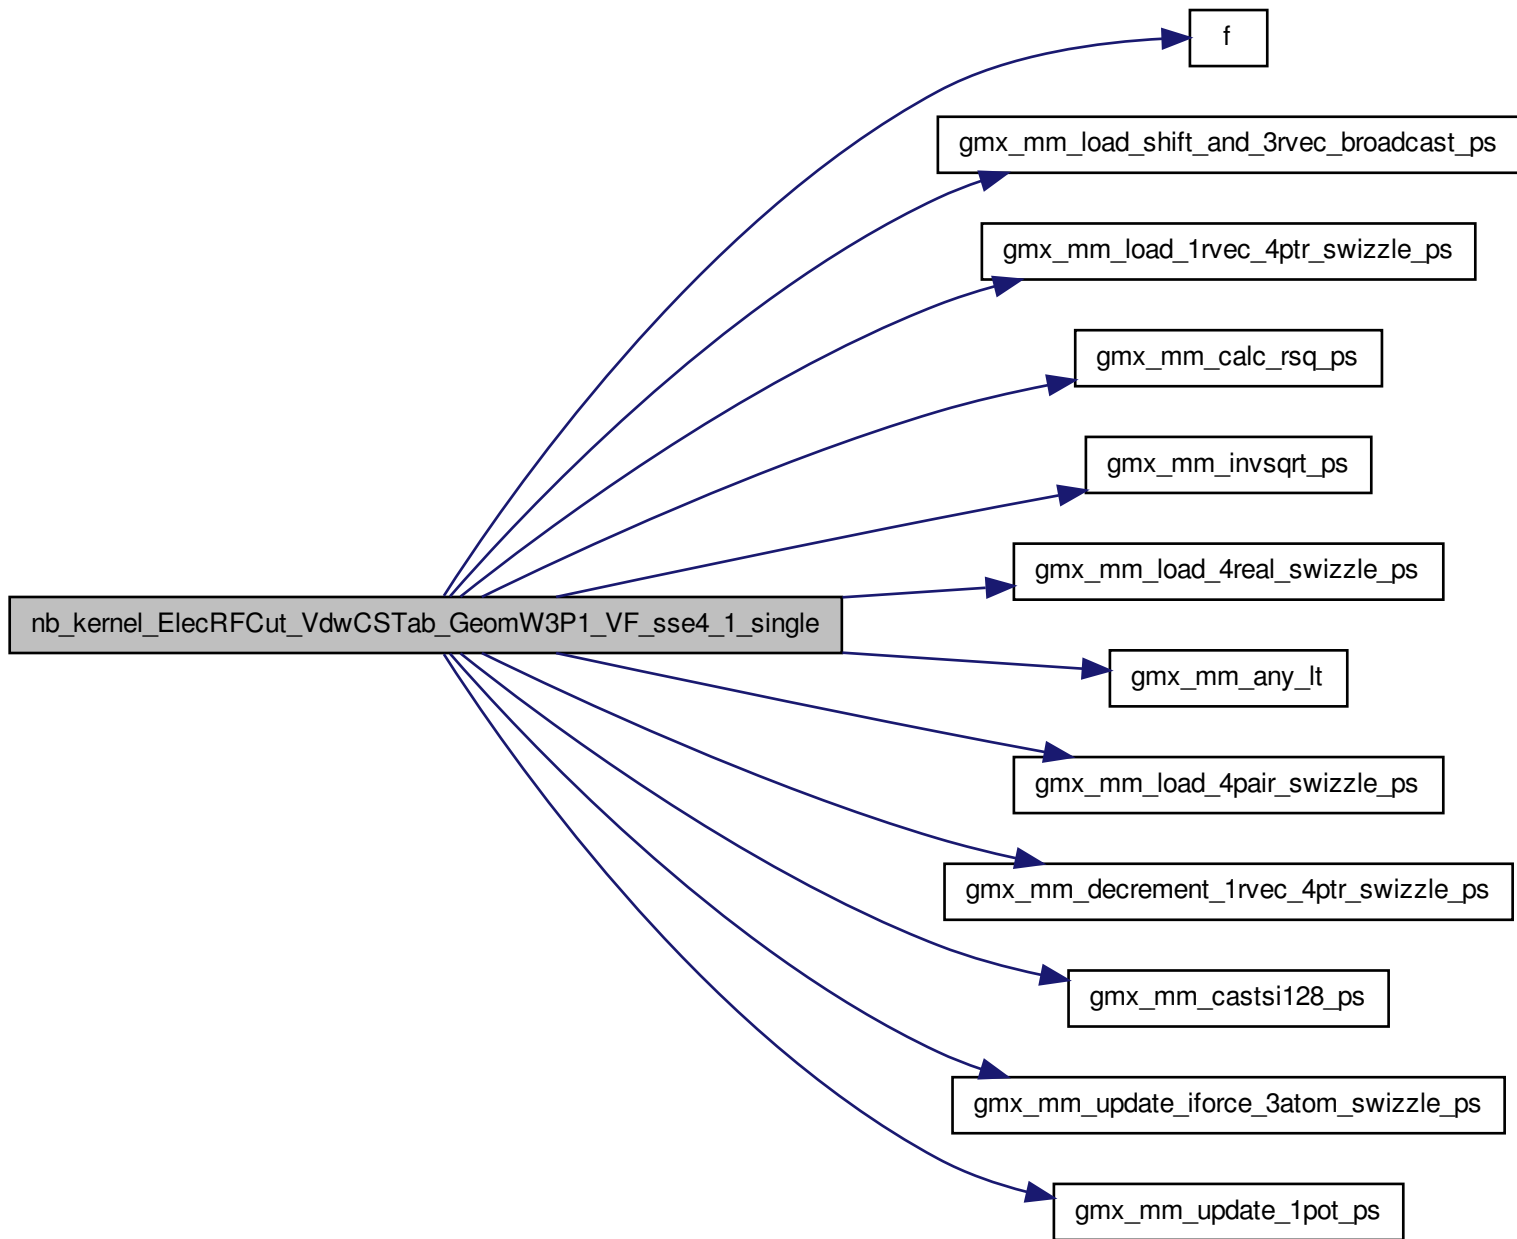 f
gmx_mm_load_shift_and_3rvec_broadcast_ps
gmx_mm_load_1rvec_4ptr_swizzle_ps
gmx_mm_calc_rsq_ps
gmx_mm_invsqrt_ps
gmx_mm_load_4real_swizzle_ps
nb_kernel_ElecRFCut_VdwCSTab_GeomW3P1_VF_sse4_1_single
gmx_mm_any_lt
gmx_mm_load_4pair_swizzle_ps
gmx_mm_decrement_1rvec_4ptr_swizzle_ps
gmx_mm_castsi128_ps
gmx_mm_update_iforce_3atom_swizzle_ps
gmx_mm_update_1pot_ps